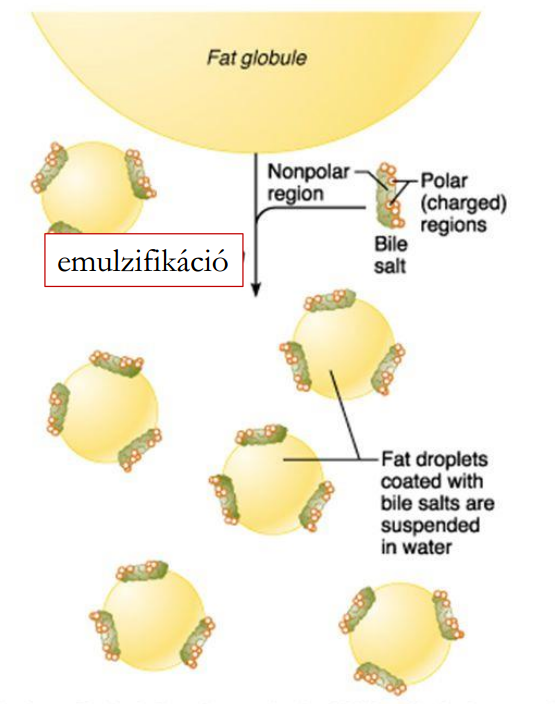 Fat globule
Nonpolar
region
Polar
(charged)
regions
Bile
salt
emulzifikáció
Fat droplets
coated with
bile salts are
suspended
in water